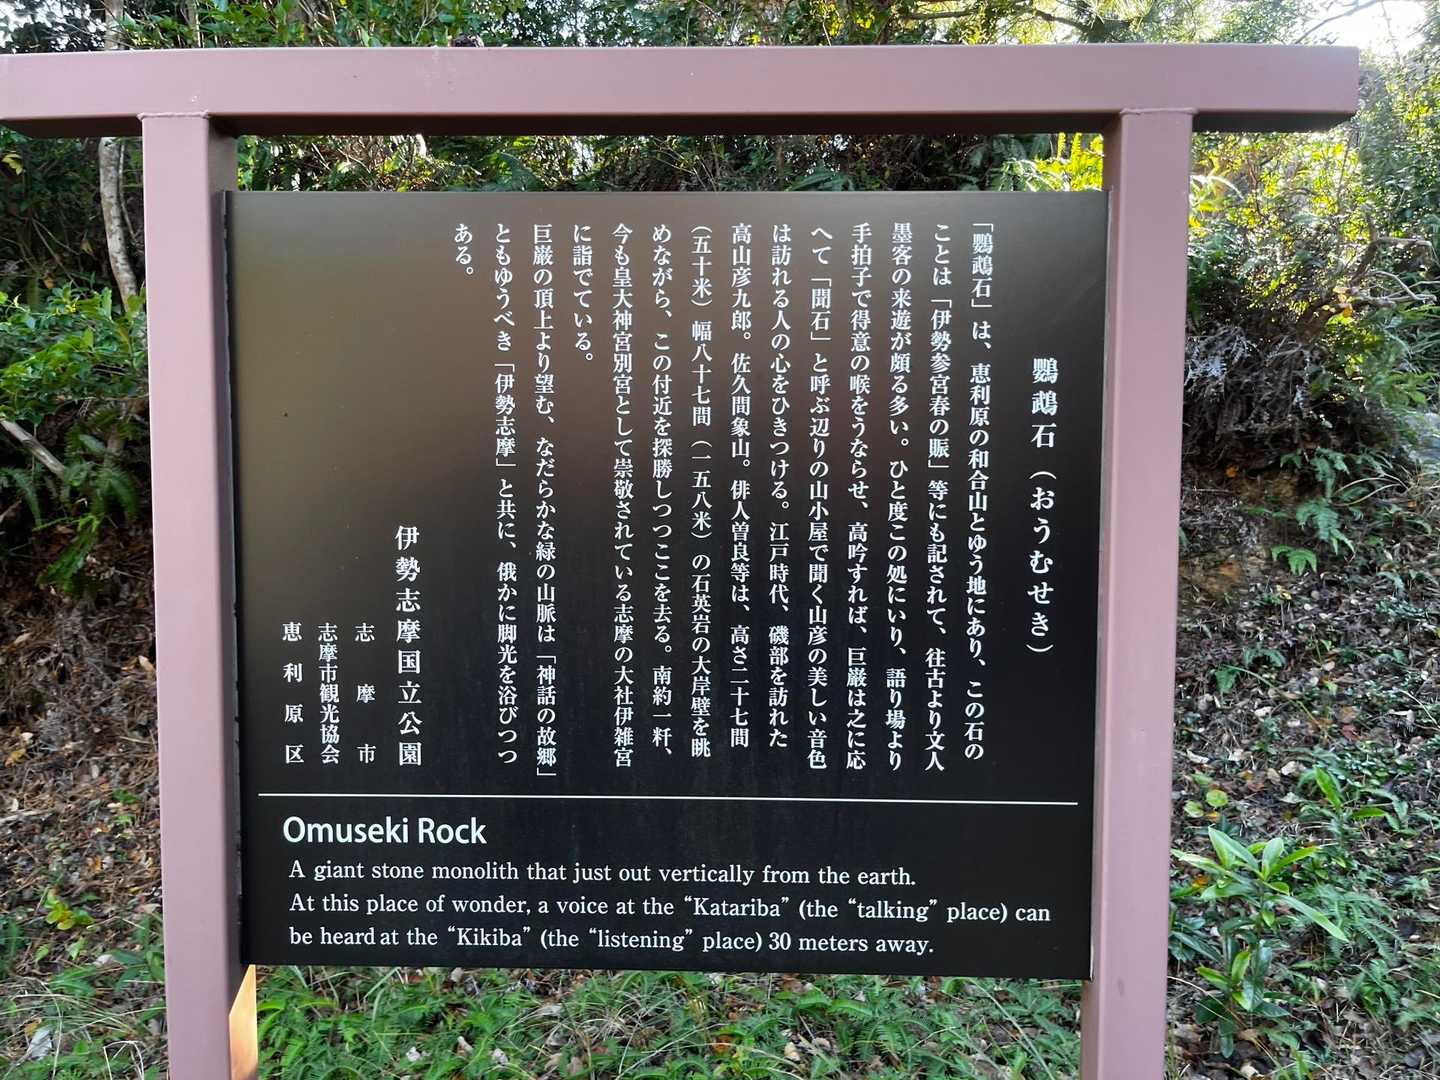 鸚鵡石（おうむせき）
「鸚鵡石」は、恵利原の和合山とゆう地にあり、この石の
ことは「伊勢参宮春の賑」等にも記されて、往古より文人
墨客の来遊が頗る多い。ひと度この処にいり、語り場より
手拍子で得意の喉をうならせ、高吟すれば、巨巌は之に応
へて「聞石」と呼ぶ辺りの山小屋で聞く山彦の美しい音色
は訪れる人の心をひきつける。江戸時代、磯部を訪れた
高山彦九郎。佐久間象山。俳人曽良等は、高さ二十七間
（五十米）幅八十七間（一五八米）の石英岩の大岸壁を眺
めながら、この付近を探勝しつつここを去る。南約一粁、
今も皇大神宮別宮として崇敬されている志摩の大社伊雑宮
に詣でている。
巨巌の頂上より望む、なだらかな緑の山脈は「神話の故郷」
ともゆうべき「伊勢志摩」と共に、俄かに脚光を浴びつつ
ある。
伊勢志摩国立公園
志摩市
志摩市観光協会
恵利原区
Omuseki Rock
A giant stone monolith that just out vertically from the earth.
At this place of wonder, a voice at the “Katariba” (the “talking” place) can
be heard at the “Kikiba” (the “listening” place) 30 meters away.